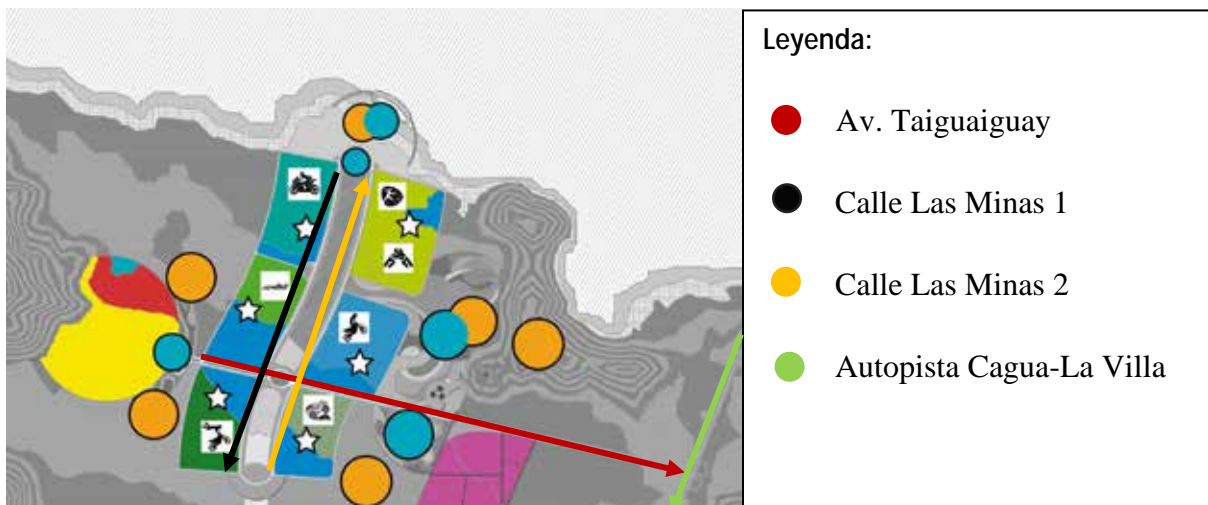 Leyenda:
Av. Taiguaiguay
Calle Las Minas 1
Calle Las Minas 2
Autopista Cagua-La Villa